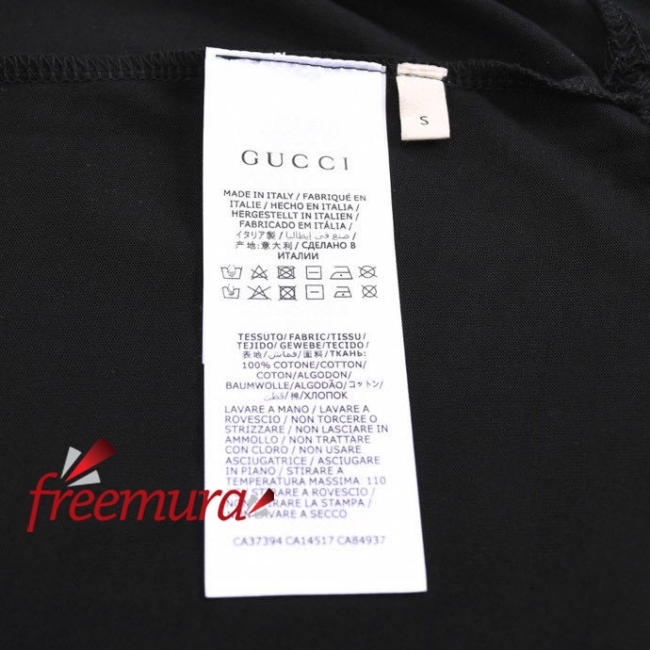 S
GUCCI
MADE IN ITALY / FABRIQUÉ EN
ITALIE / HECHO EN ITALIA /
HERGESTELLT IN ITALIEN /
FABRICADO EM ITÁLIA /
イタリア製 / صنع في إيطاليا /
产地:意大利 / СДЕЛАНО В
ИТАЛИИ
TESSUTO/FABRIC/TISSU/
TEJIDO/ GEWEBE/TECIDO/
表地/قماش/面料/ТКАНЬ:
100% COTONE/COTTON/
COTON/ALGODON/
BAUMWOLLE/ALGODÃO/コットン
/قطن/棉/ХЛОПОК
LAVARE A MANO / LAVARE A
ROVESCIO / NON TORCERE O
STRIZZARE / NON LASCIARE IN
AMMOLLO / NON TRATTARE
CON CLORO / NON USARE
ASCIUGATRICE / ASCIUGARE
IN PIANO / STIRARE A
TEMPERATURA MASSIMA 110
STIRARE A ROVESCIO / NON
STIRARE LA STAMPA /
LAVARE A SECCO
CA37394 CA14517 CA84937
freemura